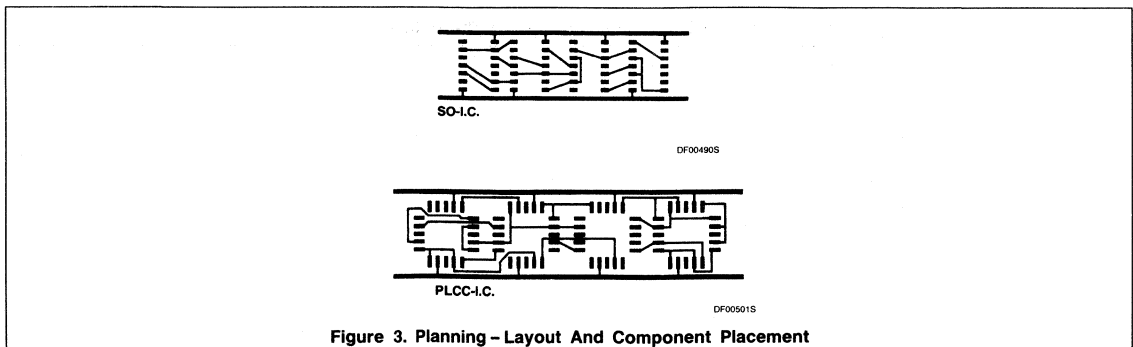 SO-I.C.
DF00490S
PLCC-I.C.
DF00501S
Figure 3. Planning – Layout And Component Placement